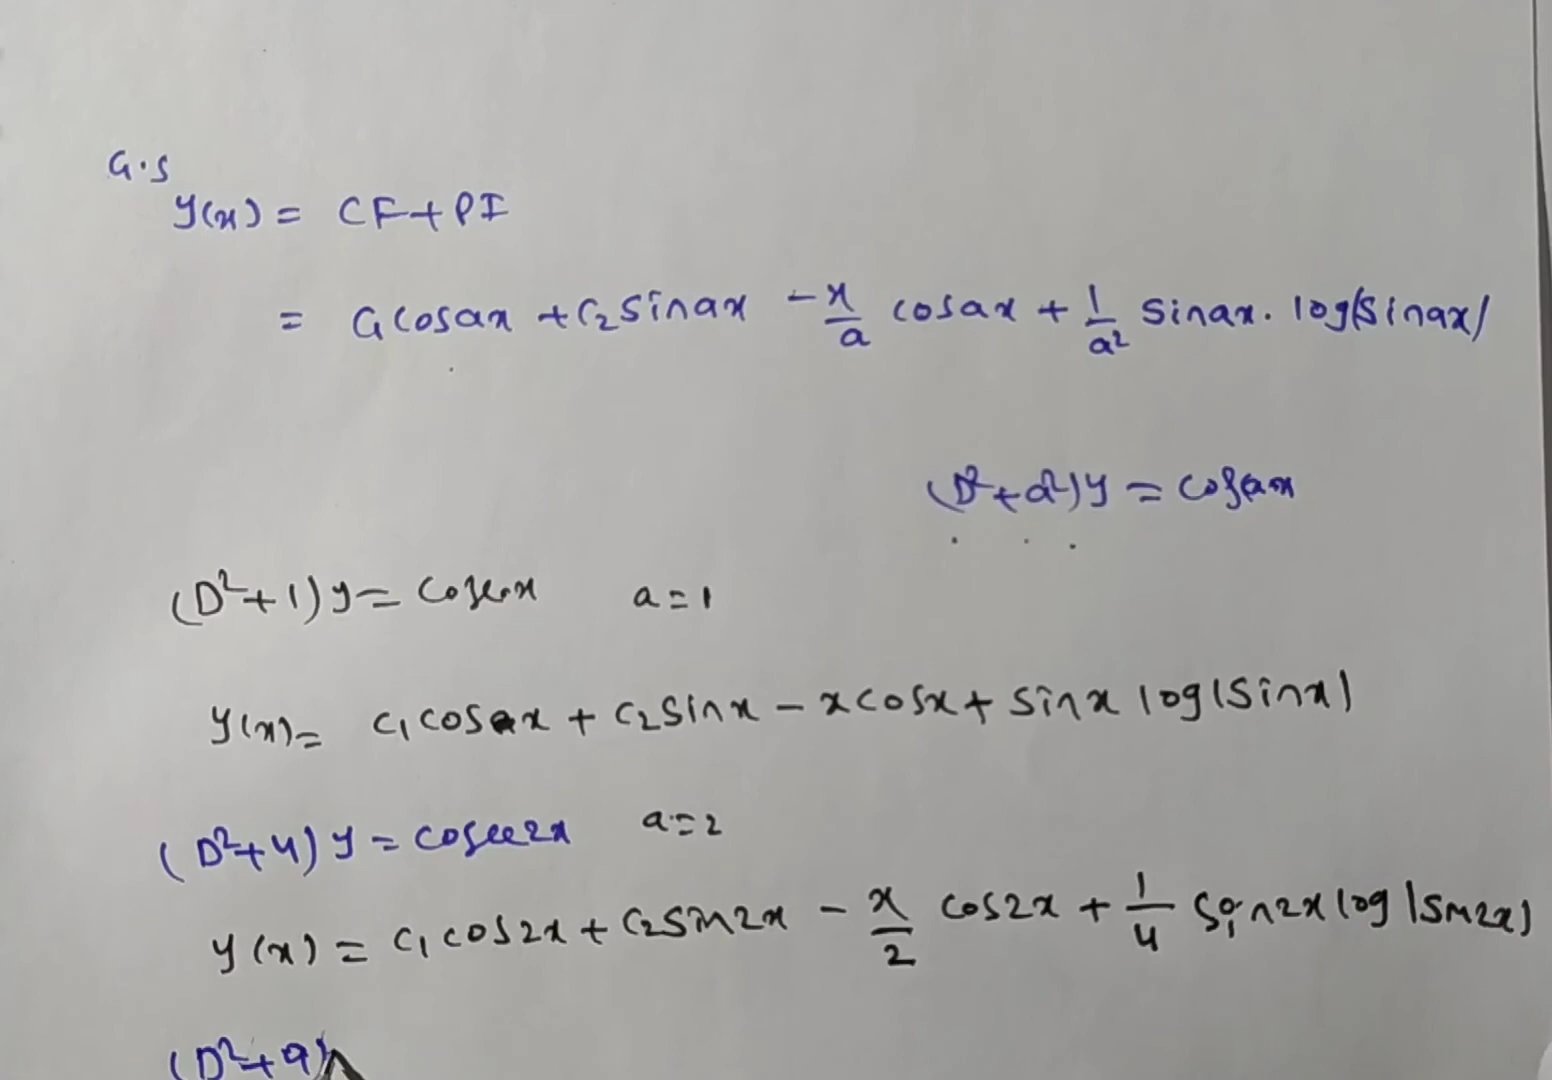 G.S
y(x) = CF + PI
= C₁cosax + C₂sinax - x/a cosax + 1/a² sinax. log|sinax|
(D²+a²)y =
(D²+1)y = cosecx a=1
y(x) = C₁cosx + C₂sinx - xcosx + sinx log|sinx|
(D²+4)y = cosec2x a=2
y(x) = C₁cos2x + C₂sin2x - x/2 cos2x + 1/4 sin2x log|sin2x|
(D²+9)